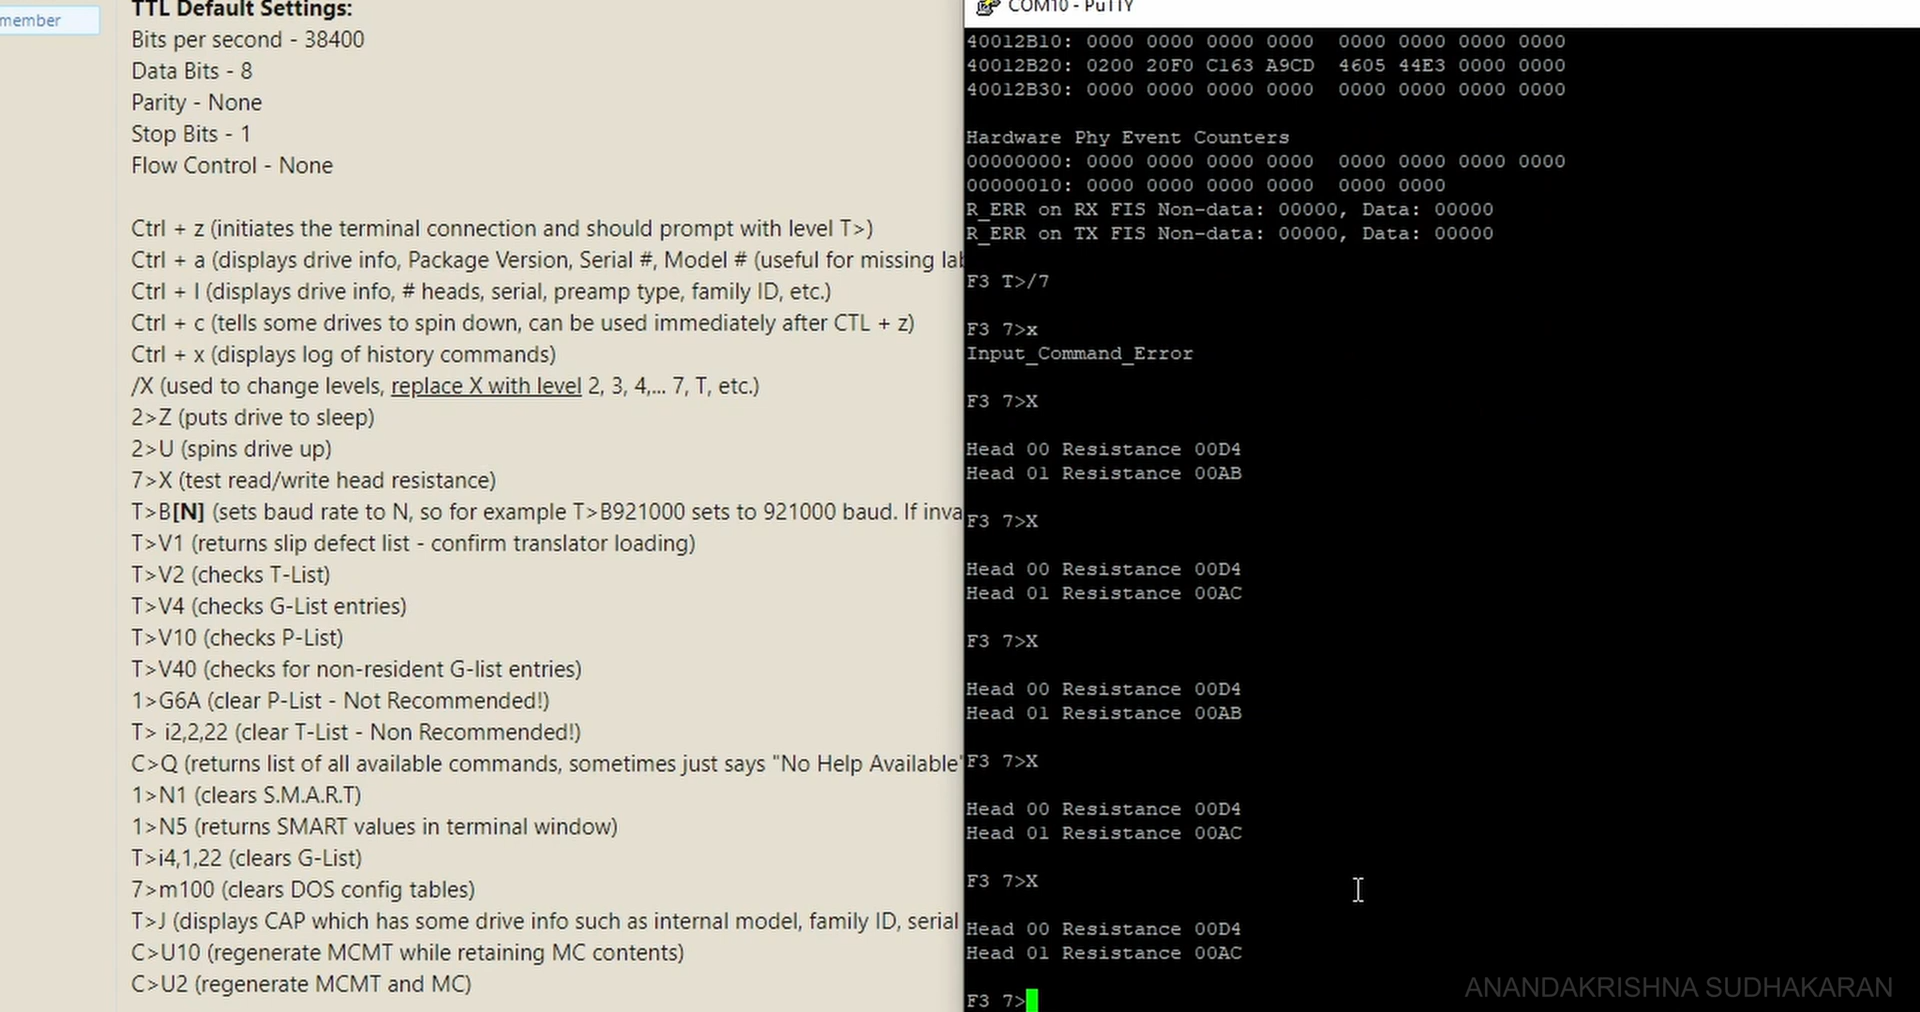 member
TTL Default Settings:
Bits per second - 38400
Data Bits - 8
Parity - None
Stop Bits - 1
Flow Control - None
Ctrl + z (initiates the terminal connection and should prompt with level T>)
Ctrl + a (displays drive info, Package Version, Serial #, Model # (useful for missing lab
Ctrl + l (displays drive info, # heads, serial, preamp type, family ID, etc.)
Ctrl + c (tells some drives to spin down, can be used immediately after CTL + z)
Ctrl + x (displays log of history commands)
/X (used to change levels, replace X with level 2, 3, 4,... 7, T, etc.)
2>Z (puts drive to sleep)
2>U (spins drive up)
7>X (test read/write head resistance)
T>B[N] (sets baud rate to N, so for example T>B921000 sets to 921000 baud. If inva
T>V1 (returns slip defect list - confirm translator loading)
T>V2 (checks T-List)
T>V4 (checks G-List entries)
T>V10 (checks P-List)
T>V40 (checks for non-resident G-list entries)
1>G6A (clear P-List - Not Recommended!)
T> i2,2,22 (clear T-List - Non Recommended!)
C>Q (returns list of all available commands, sometimes just says "No Help Available"
1>N1 (clears S.M.A.R.T)
1>N5 (returns SMART values in terminal window)
T>i4,1,22 (clears G-List)
7>m100 (clears DOS config tables)
T>J (displays CAP which has some drive info such as internal model, family ID, serial
C>U10 (regenerate MCMT while retaining MC contents)
C>U2 (regenerate MCMT and MC)
COM10 - PuTTY
40012B10: 0000 0000 0000 0000  0000 0000 0000 0000
40012B20: 0200 20F0 C163 A9CD  4605 44E3 0000 0000
40012B30: 0000 0000 0000 0000  0000 0000 0000 0000
Hardware Phy Event Counters
00000000: 0000 0000 0000 0000  0000 0000 0000 0000
00000010: 0000 0000 0000 0000  0000 0000
R_ERR on RX FIS Non-data: 00000, Data: 00000
R_ERR on TX FIS Non-data: 00000, Data: 00000
F3 T>/7
F3 7>x
Input_Command_Error
F3 7>X
Head 00 Resistance 00D4
Head 01 Resistance 00AB
F3 7>X
Head 00 Resistance 00D4
Head 01 Resistance 00AC
F3 7>X
Head 00 Resistance 00D4
Head 01 Resistance 00AB
F3 7>X
Head 00 Resistance 00D4
Head 01 Resistance 00AC
F3 7>X
Head 00 Resistance 00D4
Head 01 Resistance 00AC
F3 7>
ANANDAKRISHNA SUDHAKARAN